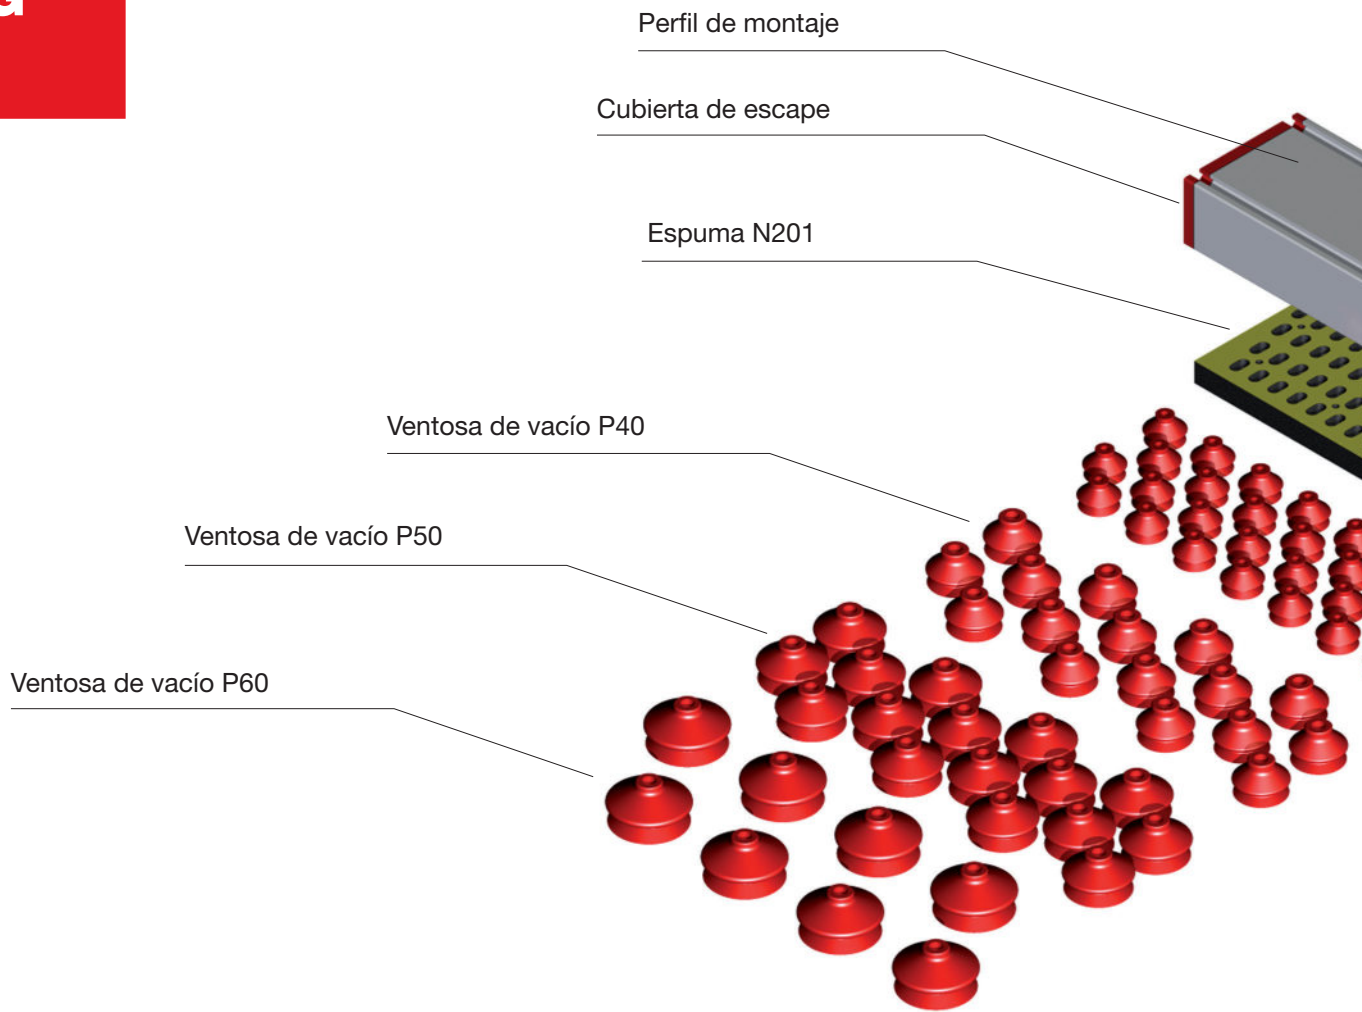 Perfil de montaje
Cubierta de escape
Espuma N201
Ventosa de vacío P40
Ventosa de vacío P50
Ventosa de vacío P60